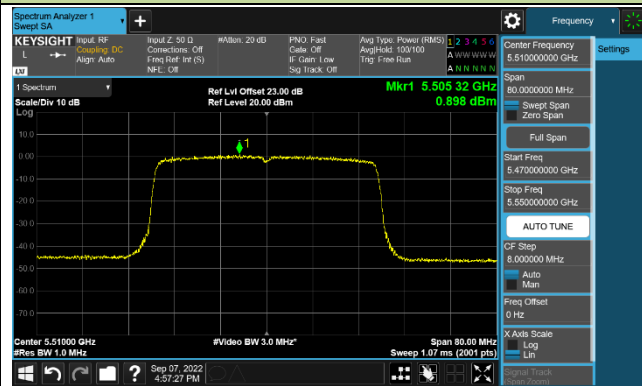 Spectrum Analyzer 1
Swept SA
+
Frequency
KEYSIGHT
L
LXI
Input: RF
Coupling: DC
Align: Auto
Input Z: 50 Ω
Corrections: Off
Freq Ref: Int (S)
NFE: Off
#Atten: 20 dB
PNO: Fast
Gate: Off
IF Gain: Low
Sig Track: Off
Avg Type: Power (RMS)
Avg|Hold: 100/100
Trig: Free Run
1 2 3 4 5 6
A W W W W W
A N N N N N
1 Spectrum
Scale/Div 10 dB
Log
Ref Lvl Offset 23.00 dB
Ref Level 20.00 dBm
Mkr1 5.505 32 GHz
0.898 dBm
10.0
0.00
-10.0
-20.0
-30.0
-40.0
-50.0
-60.0
-70.0
1
Center 5.51000 GHz
#Res BW 1.0 MHz
#Video BW 3.0 MHz*
Span 80.00 MHz
Sweep 1.07 ms (2001 pts)
Sep 07, 2022
4:57:27 PM
?
Center Frequency
5.510000000 GHz
Span
80.0000000 MHz
Swept Span
Zero Span
Full Span
Start Freq
5.470000000 GHz
Stop Freq
5.550000000 GHz
AUTO TUNE
CF Step
8.000000 MHz
Auto
Man
Freq Offset
0 Hz
X Axis Scale
Log
Lin
Signal Track
(Span Zoom)
Settings